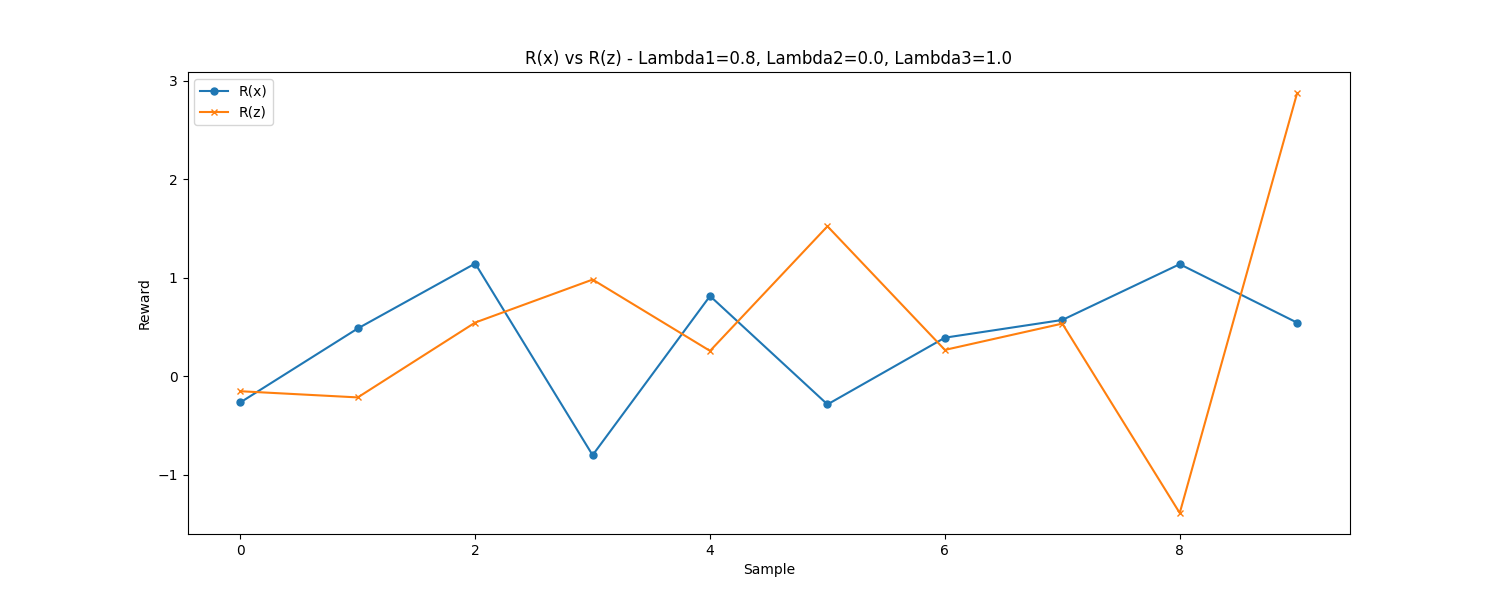 R(x) vs R(z) - Lambda1=0.8, Lambda2=0.0, Lambda3=1.0
R(x)
R(z)
3
2
1
0
−1
Reward
0
2
4
6
8
Sample